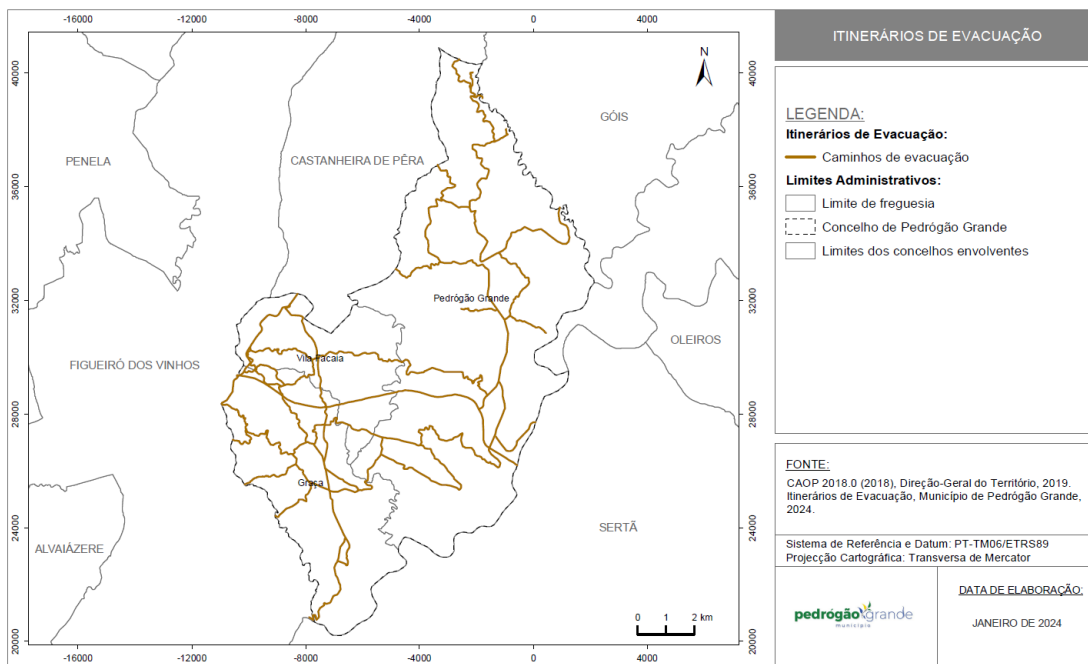 -16000 -12000 -8000 -4000 0 4000
ITINERÁRIOS DE EVACUAÇÃO
N
40000 40000
GÓIS
LEGENDA:
Itinerários de Evacuação:
Caminhos de evacuação
PENELA
CASTANHEIRA DE PÊRA
Limites Administrativos:
36000 36000
Limite de freguesia
Concelho de Pedrógão Grande
Limites dos concelhos envolventes
32000 32000
Pedrógão Grande
OLEIROS
Vila Facaia
FIGUEIRÓ DOS VINHOS
28000 28000
FONTE:
CAOP 2018.0 (2018), Direção-Geral do Território, 2019.
Itinerários de Evacuação, Município de Pedrógão Grande,
2024.
Graça
SERTÃ
24000 24000
ALVAIÁZERE
Sistema de Referência e Datum: PT-TM06/ETRS89
Projecção Cartográfica: Transversa de Mercator
DATA DE ELABORAÇÃO:
pedrógão grande
município
JANEIRO DE 2024
0 1 2 km
20000 20000
-16000 -12000 -8000 -4000 0 4000